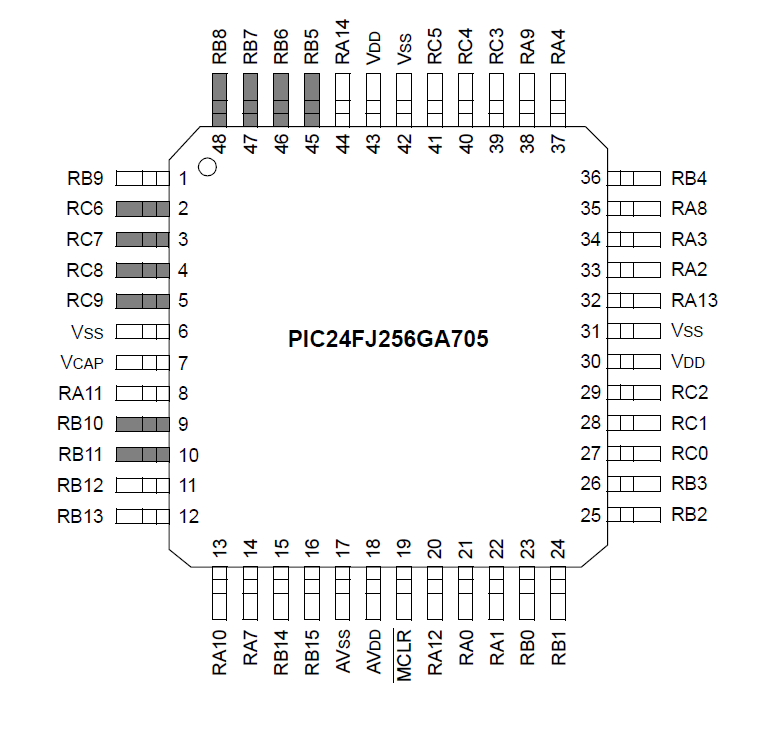 RB8
RB7
RB6
RB5
RA14
VDD
VSS
RC5
RC4
RC3
RA9
RA4
48
47
46
45
44
43
42
41
40
39
38
37
RB9 1
RC6 2
RC7 3
RC8 4
RC9 5
VSS 6
VCAP 7
RA11 8
RB10 9
RB11 10
RB12 11
RB13 12
PIC24FJ256GA705
36 RB4
35 RA8
34 RA3
33 RA2
32 RA13
31 VSS
30 VDD
29 RC2
28 RC1
27 RC0
26 RB3
25 RB2
13
14
15
16
17
18
19
20
21
22
23
24
RA10
RA7
RB14
RB15
AVSS
AVDD
MCLR
RA12
RA0
RA1
RB0
RB1